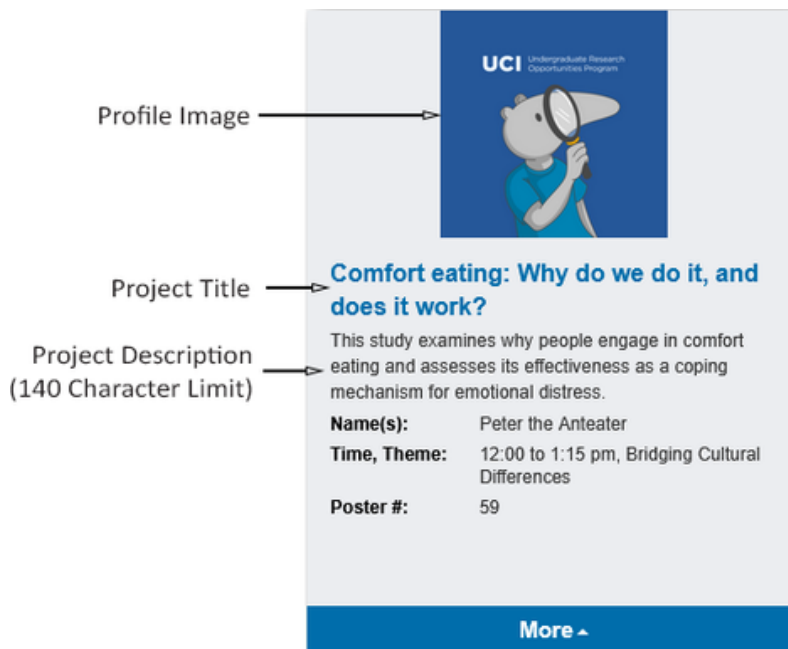 UCI Undergraduate Research
Opportunities Program
Profile Image
Project Title
Comfort eating: Why do we do it, and
does it work?
Project Description
(140 Character Limit)
This study examines why people engage in comfort
eating and assesses its effectiveness as a coping
mechanism for emotional distress.
Name(s): Peter the Anteater
Time, Theme: 12:00 to 1:15 pm, Bridging Cultural
Differences
Poster #: 59
More